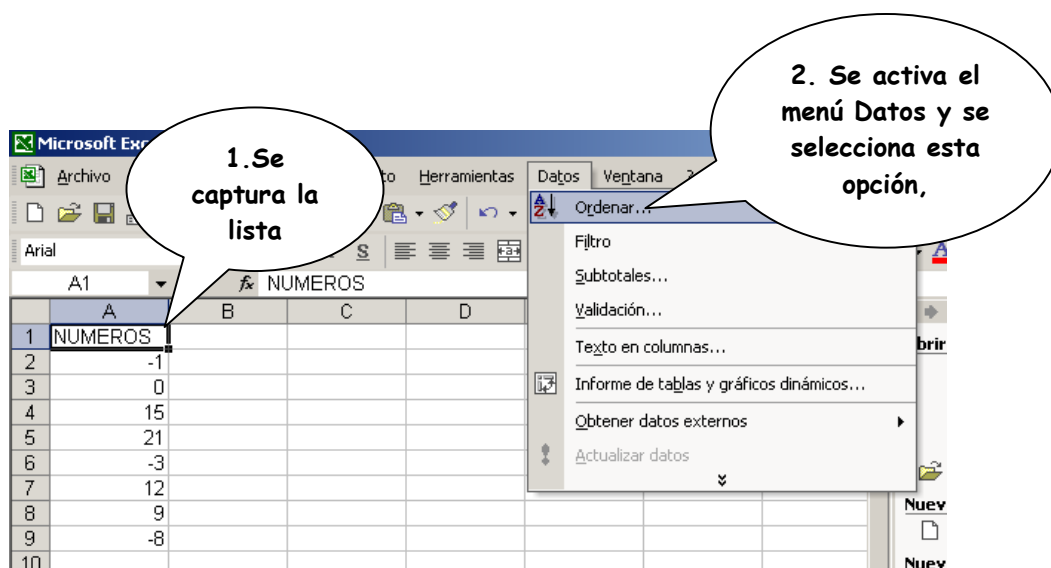 2. Se activa el
menú Datos y se
selecciona esta
opción,
1.Se
captura la
lista
Microsoft Exc
Archivo to Herramientas Datos Ventana ?
Ordenar...
Filtro
Subtotales...
Validación...
Texto en columnas...
Informe de tablas y gráficos dinámicos...
Obtener datos externos
Actualizar datos
Arial S A
A1 fx NUMEROS
A B C D
1 NUMEROS
2 -1
3 0
4 15
5 21
6 -3
7 12
8 9
9 -8
10
brir
Nuev
Nuev